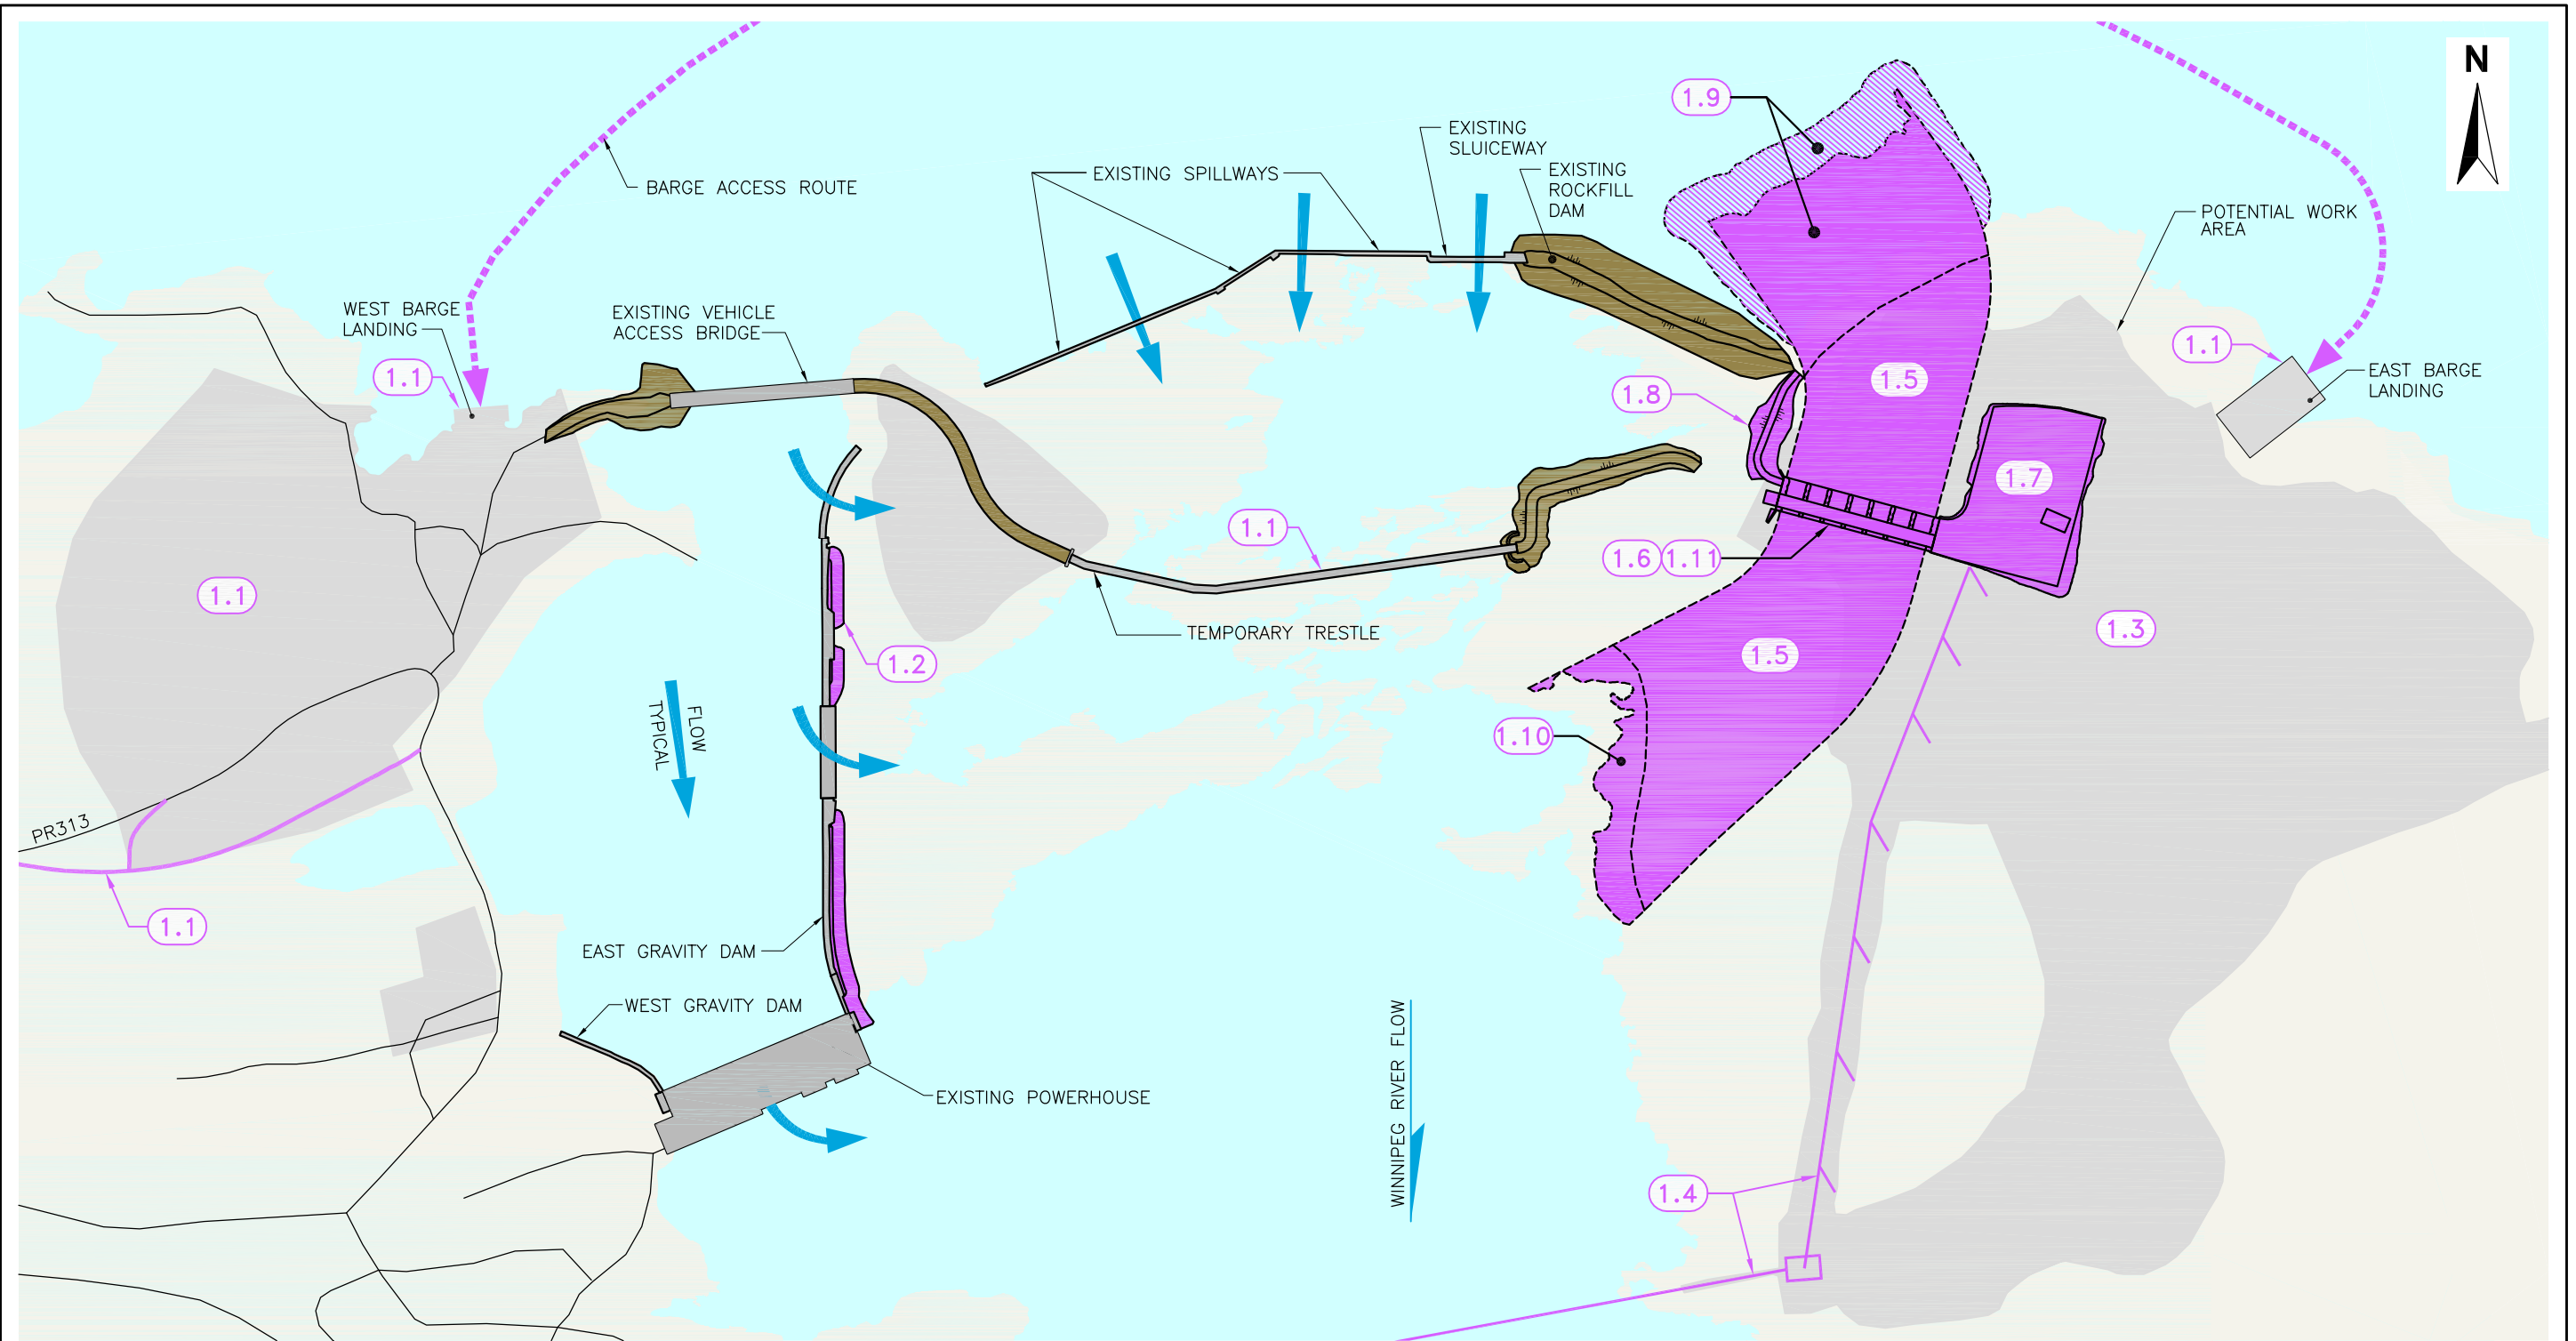 N
1.9
EXISTING
SLUICEWAY
EXISTING SPILLWAYS
EXISTING
ROCKFILL
DAM
BARGE ACCESS ROUTE
POTENTIAL WORK
AREA
WEST BARGE
LANDING
EXISTING VEHICLE
ACCESS BRIDGE
1.1
1.1
EAST BARGE
LANDING
1.5
1.8
1.7
1.1
1.6
1.11
1.1
1.3
TEMPORARY TRESTLE
1.2
1.5
FLOW
TYPICAL
1.10
PR313
1.1
EAST GRAVITY DAM
WEST GRAVITY DAM
EXISTING POWERHOUSE
WINNIPEG RIVER FLOW
1.4